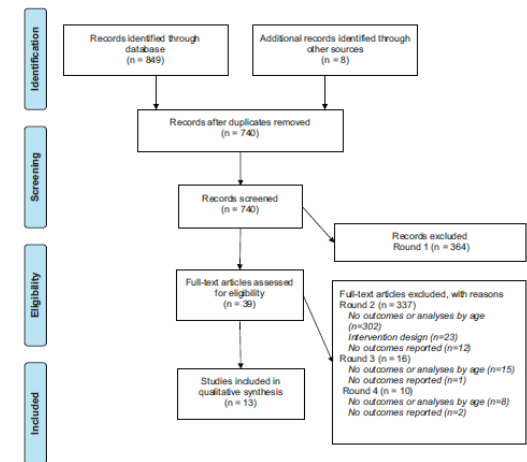 Identification
Records identified through
database
(n = 849)
Additional records identified through
other sources
(n = 8)
Records after duplicates removed
(n = 740)
Screening
Records screened
(n = 740)
Records excluded
Round 1 (n = 364)
Eligibility
Full-text articles assessed
for eligibility
(n = 39)
Full-text articles excluded, with reasons
Round 2 (n = 337)
No outcomes or analyses by age
(n=302)
Intervention design (n=23)
No outcomes reported (n=12)
Round 3 (n = 16)
No outcomes or analyses by age (n=15)
No outcomes reported (n=1)
Round 4 (n = 10)
No outcomes or analyses by age (n=8)
No outcomes reported (n=2)
Included
Studies included in
qualitative synthesis
(n = 13)